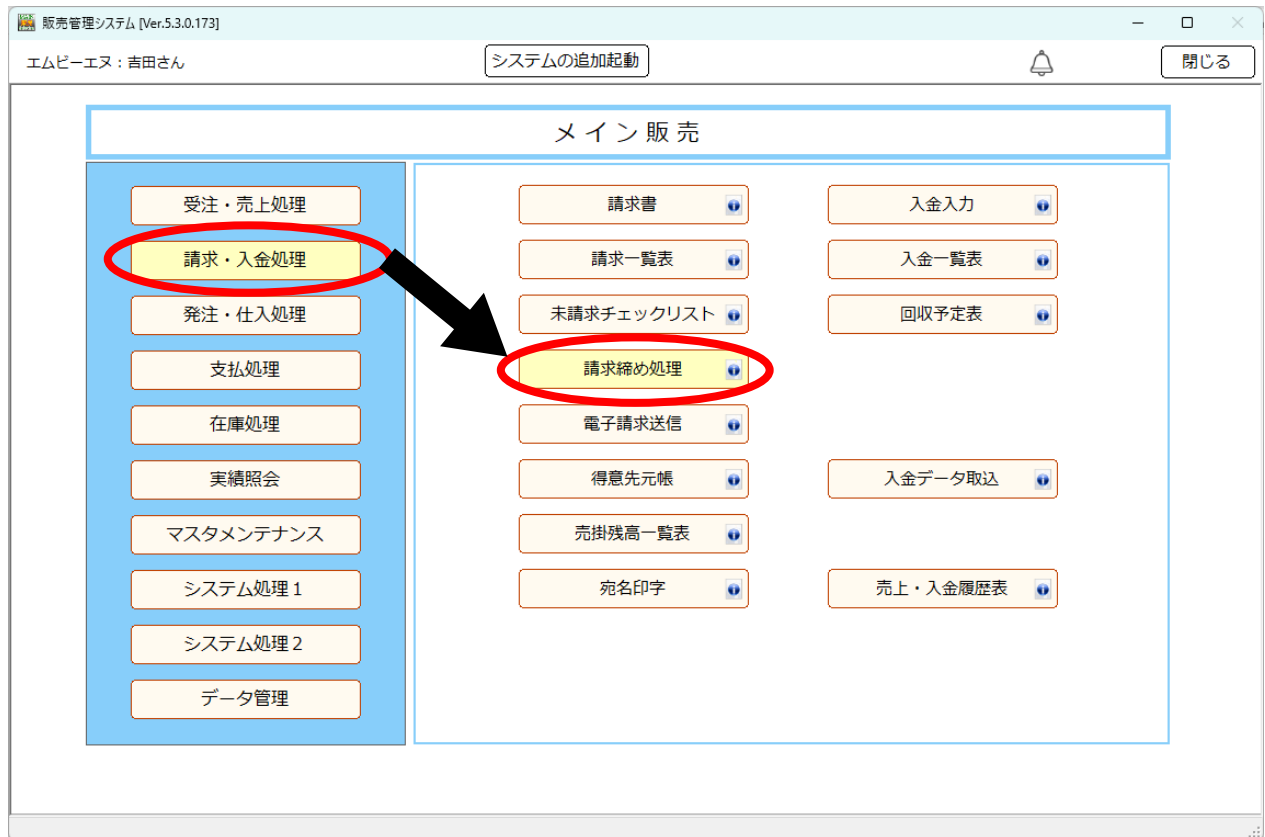 販売管理システム [Ver.5.3.0.173]
エムビーエヌ：吉田さん
システムの追加起動
閉じる
メイン販売
受注・売上処理
請求・入金処理
発注・仕入処理
支払処理
在庫処理
実績照会
マスタメンテナンス
システム処理１
システム処理２
データ管理
請求書
請求一覧表
未請求チェックリスト
請求締め処理
電子請求送信
得意先元帳
売掛残高一覧表
宛名印字
入金入力
入金一覧表
回収予定表
入金データ取込
売上・入金履歴表